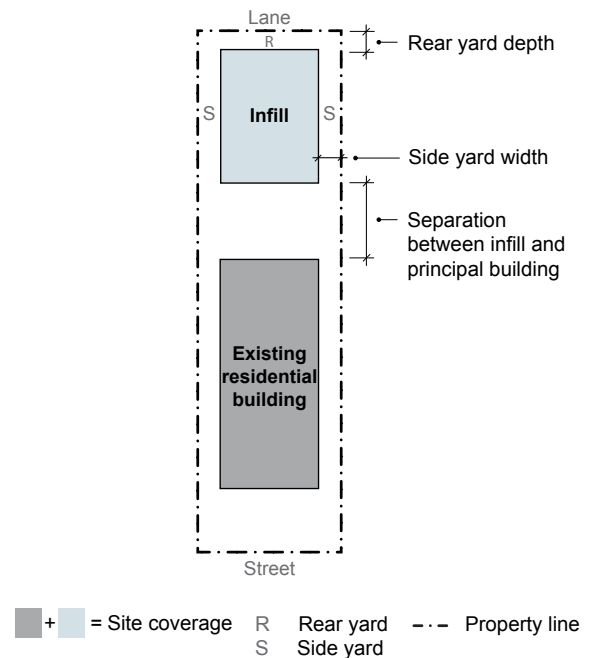 Lane
R
Rear yard depth
S
Infill
S
Side yard width
Separation
between infill and
principal building
Existing
residential
building
Street
+ = Site coverage
R Rear yard
Property line
S Side yard